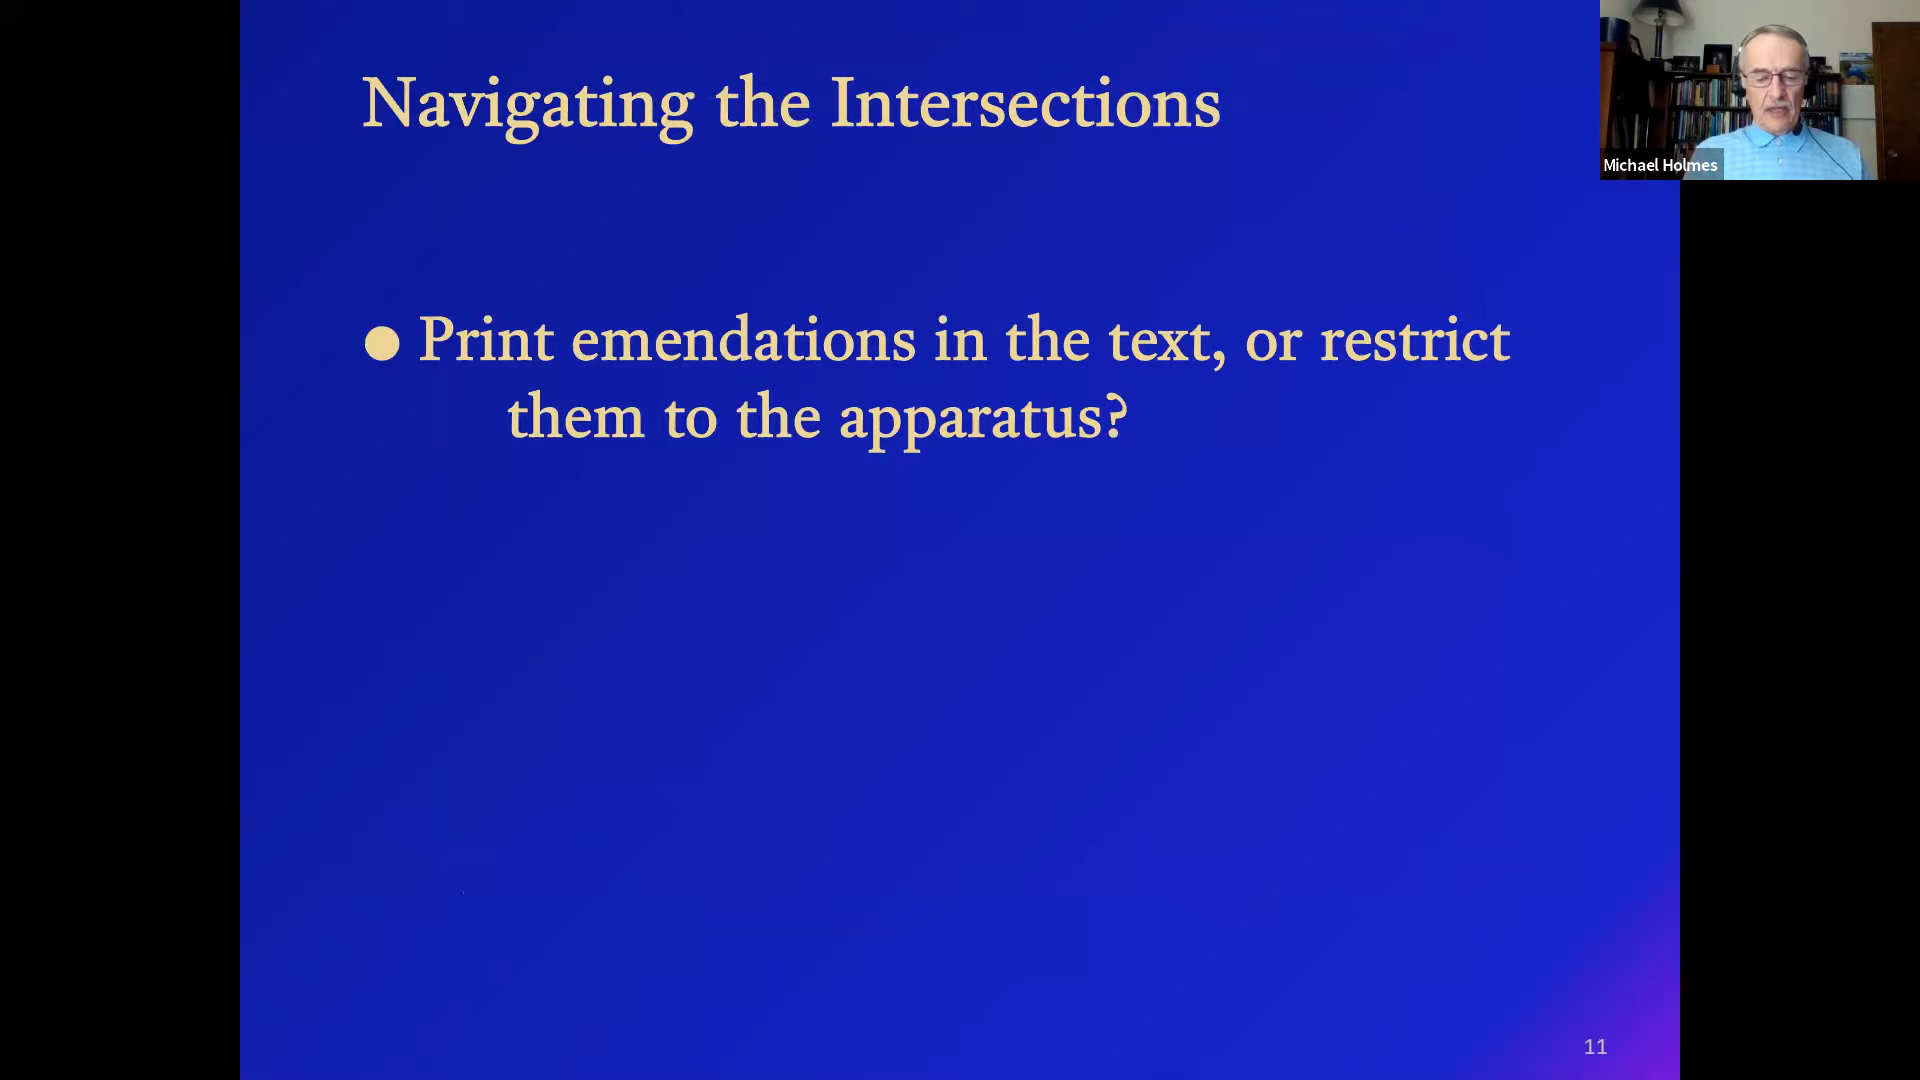 Navigating the Intersections
Michael Holmes
● Print emendations in the text, or restrict
them to the apparatus?
11